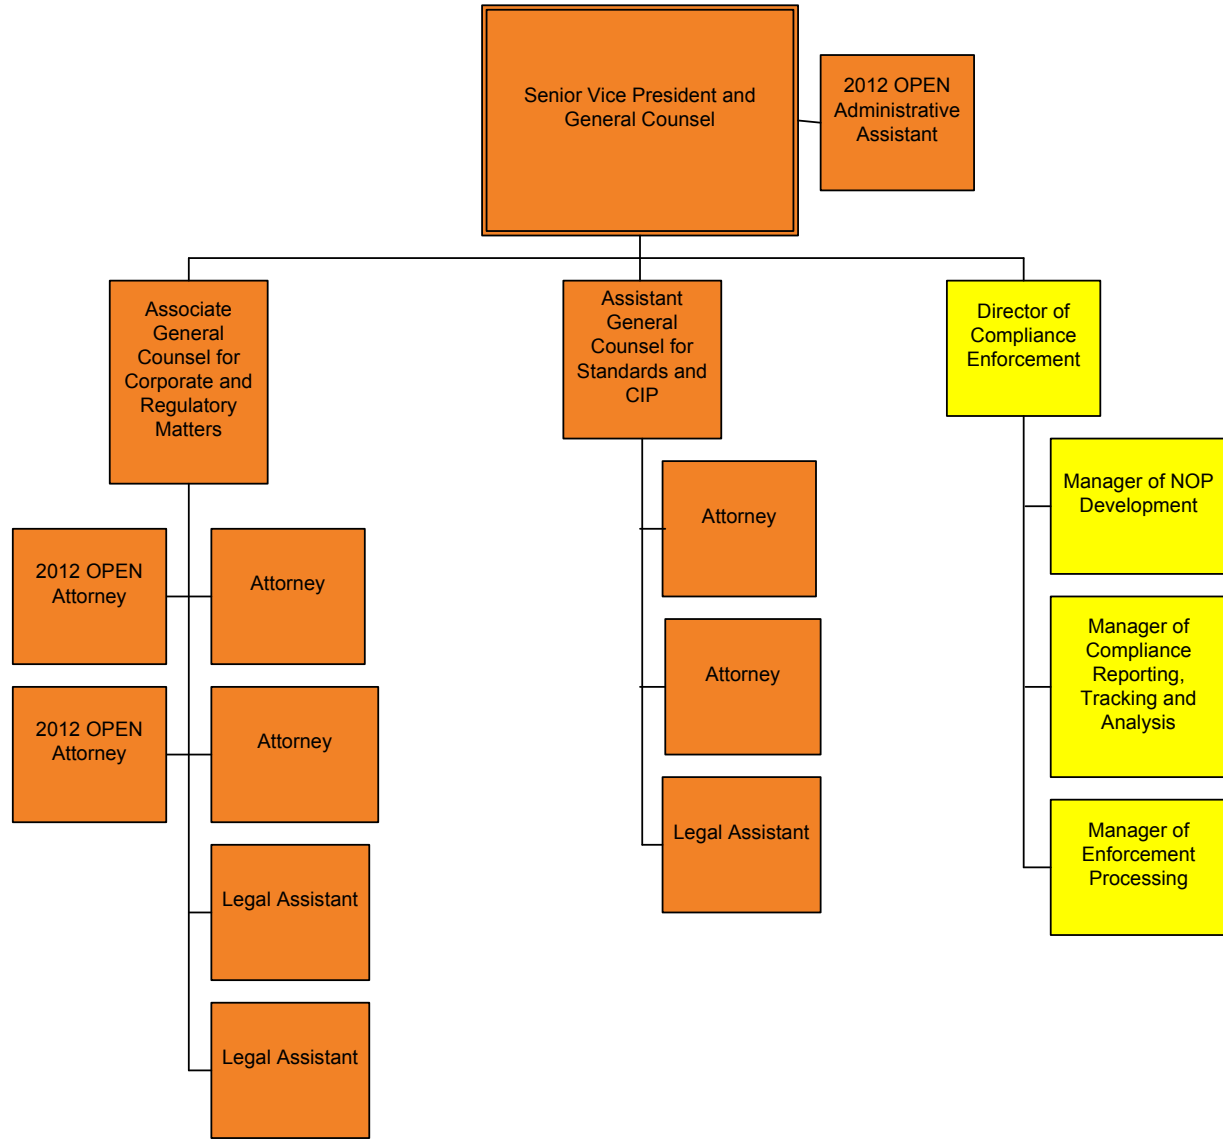 Senior Vice President and
General Counsel
2012 OPEN
Administrative
Assistant
Associate
General
Counsel for
Corporate and
Regulatory
Matters
Assistant
General
Counsel for
Standards and
CIP
Director of
Compliance
Enforcement
2012 OPEN
Attorney
Attorney
2012 OPEN
Attorney
Attorney
Legal Assistant
Legal Assistant
Attorney
Attorney
Legal Assistant
Manager of NOP
Development
Manager of
Compliance
Reporting,
Tracking and
Analysis
Manager of
Enforcement
Processing